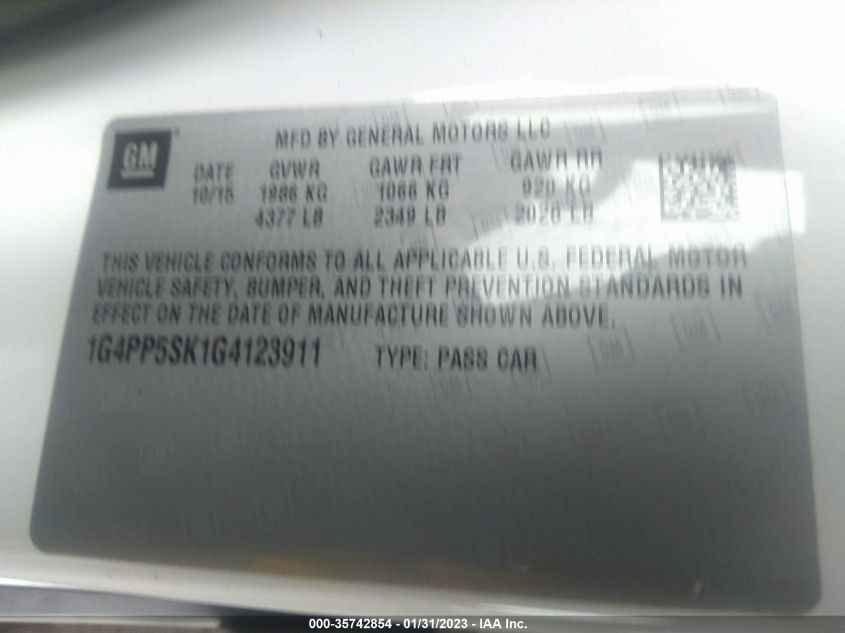 GM
MFD BY GENERAL MOTORS LLC
DATE GVWR GAWR FRT GAWR RR
10/15 1986 KG 1066 KG 920 KG
4377 LB 2349 LB 2028 LB
THIS VEHICLE CONFORMS TO ALL APPLICABLE U.S. FEDERAL MOTOR
VEHICLE SAFETY, BUMPER, AND THEFT PREVENTION STANDARDS IN
EFFECT ON THE DATE OF MANUFACTURE SHOWN ABOVE.
1G4PP5SK1G4123911 TYPE: PASS CAR
000-35742854 / 01/31/2023 - IAA Inc.